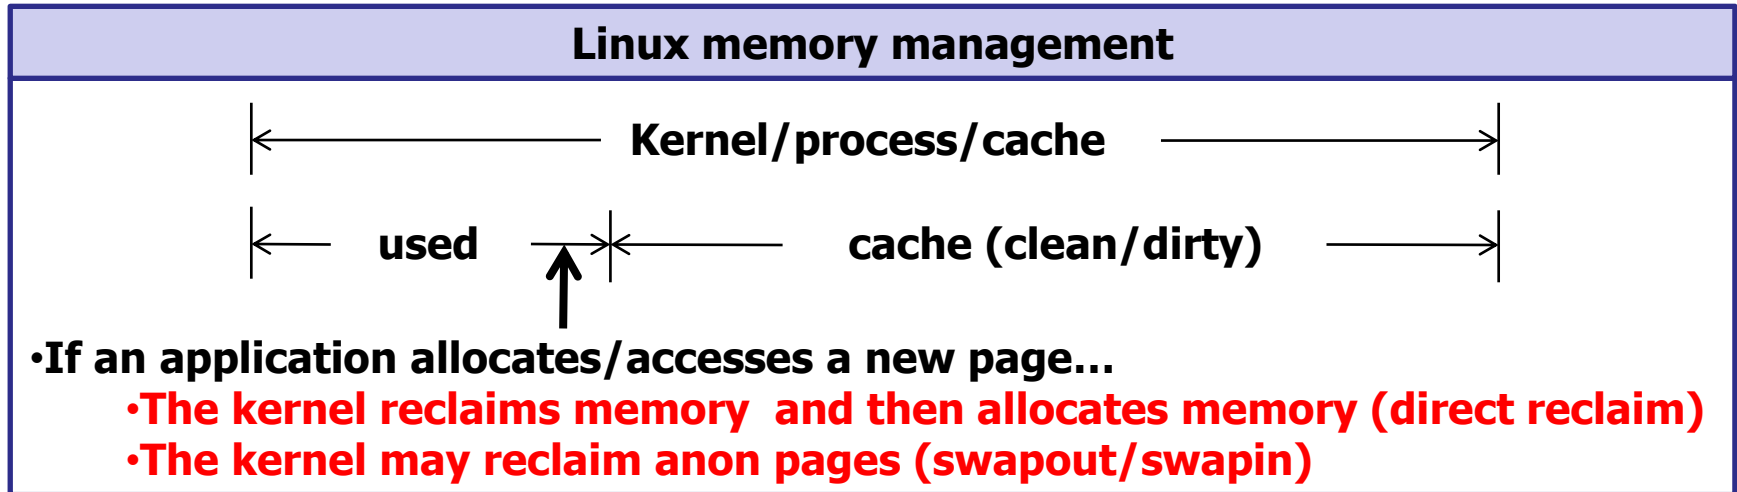 Linux memory management
Kernel/process/cache
used cache (clean/dirty)
•If an application allocates/accesses a new page…
•The kernel reclaims memory and then allocates memory (direct reclaim)
•The kernel may reclaim anon pages (swapout/swapin)